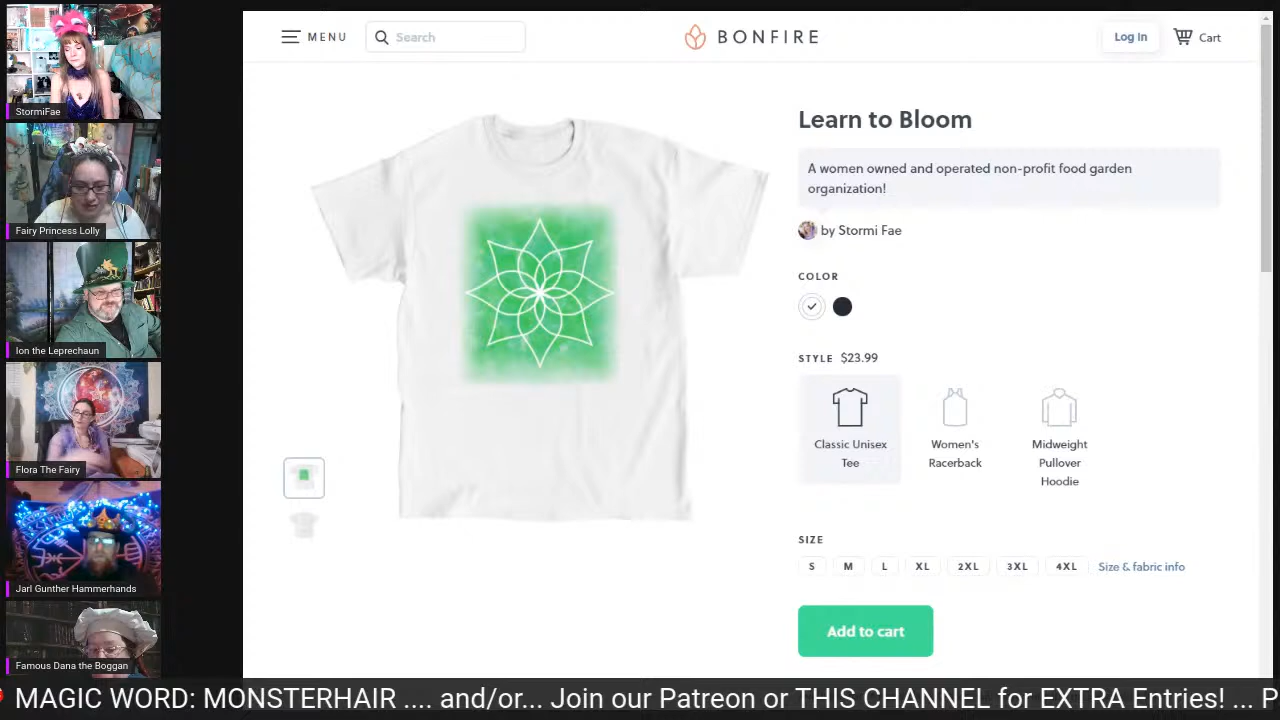 StormiFae
Fairy Princess Lolly
Ion the Leprechaun
Flora The Fairy
Jarl Gunther Hammerhands
Famous Dana the Boggan
MENU
Search
BONFIRE
Log In
Cart
Learn to Bloom
A women owned and operated non-profit food garden
organization!
by Stormi Fae
COLOR
STYLE $23.99
Classic Unisex
Tee
Women's
Racerback
Midweight
Pullover
Hoodie
SIZE
S M L XL 2XL 3XL 4XL Size & fabric info
Add to cart
MAGIC WORD: MONSTERHAIR .... and/or... Join our Patreon or THIS CHANNEL for EXTRA Entries! ... P